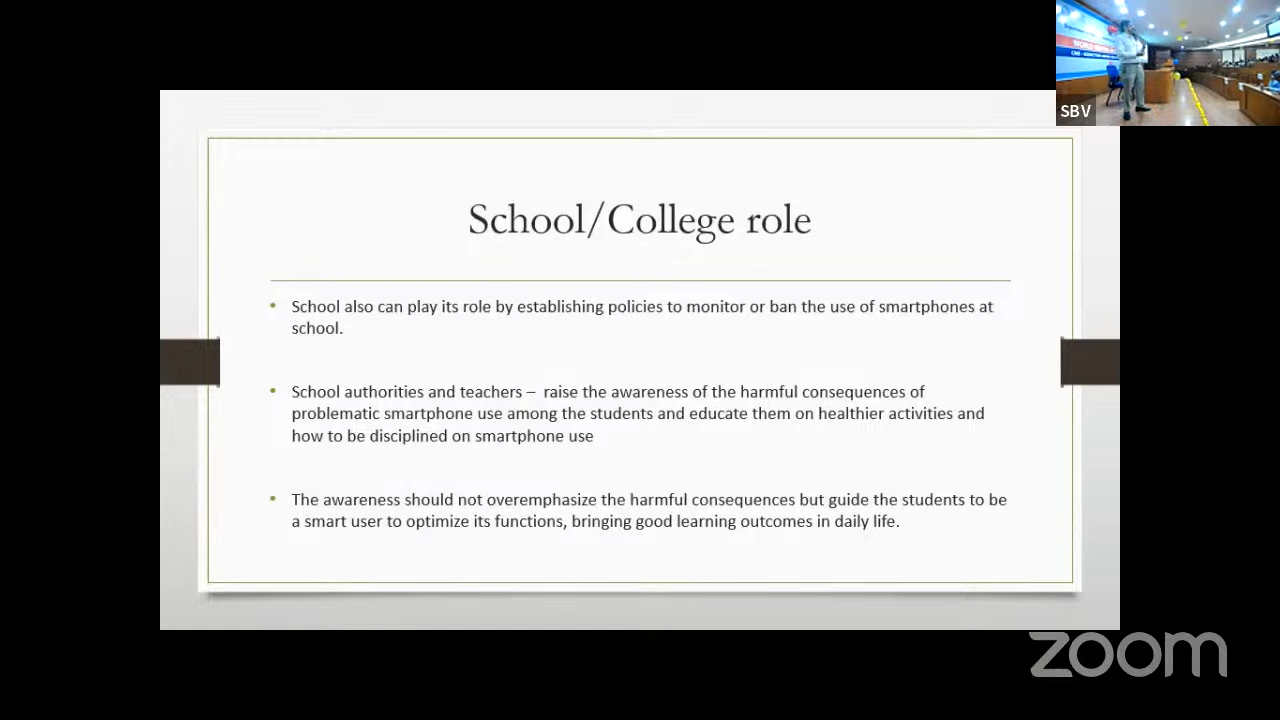 SBV
School/College role
• School also can play its role by establishing policies to monitor or ban the use of smartphones at
school.
• School authorities and teachers – raise the awareness of the harmful consequences of
problematic smartphone use among the students and educate them on healthier activities and
how to be disciplined on smartphone use
• The awareness should not overemphasize the harmful consequences but guide the students to be
a smart user to optimize its functions, bringing good learning outcomes in daily life.
zoom